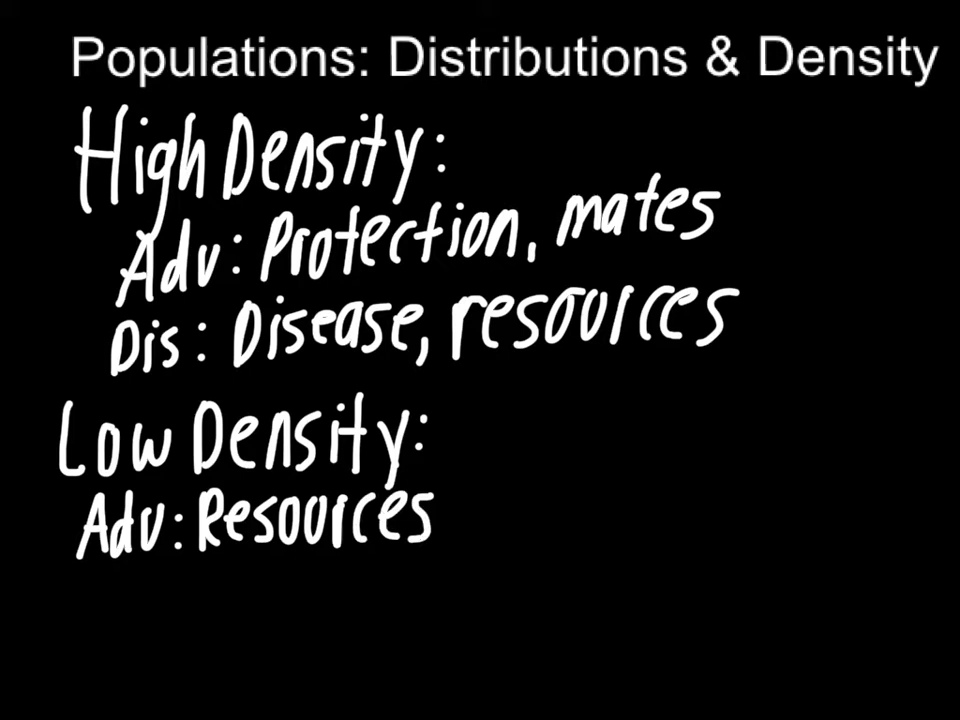 Populations: Distributions & Density
High Density:
Adv: Protection, mates
Dis: Disease, resources
Low Density:
Adv: Resources